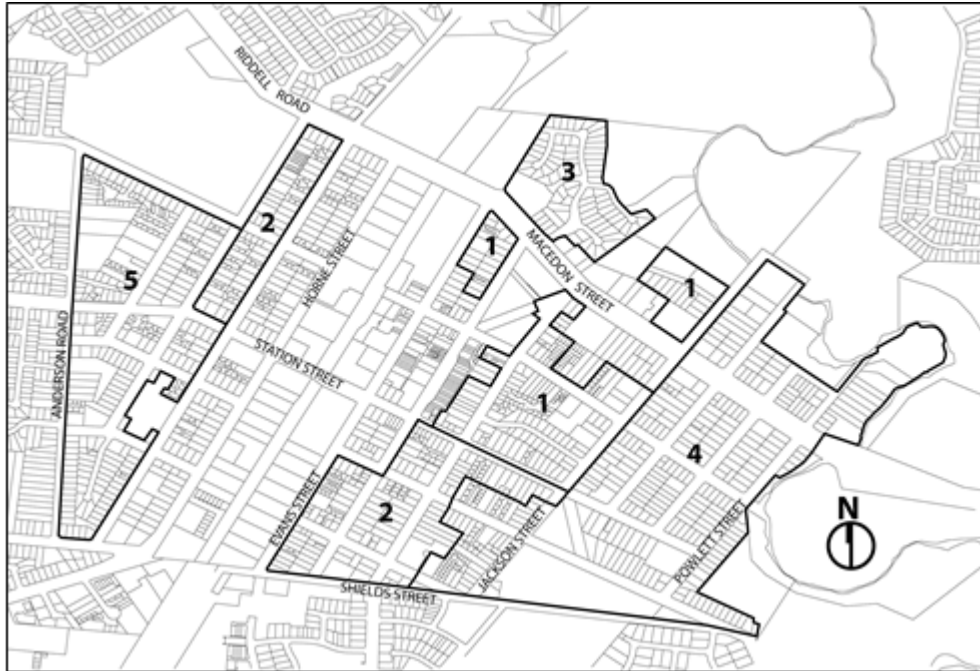 RIDDELL ROAD
3
2
1
MACEDON STREET
HORNE STREET
5
1
ANDERSON ROAD
STATION STREET
1
4
N
EVANS STREET
2
JACKSON STREET
POWLETT STREET
SHIELDS STREET